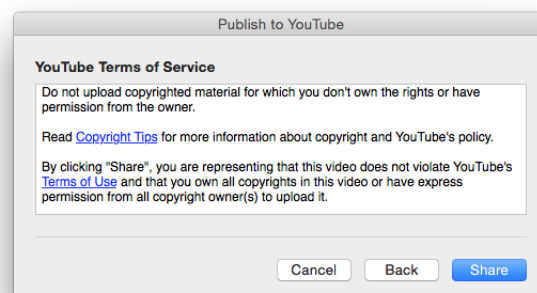 Publish to YouTube
YouTube Terms of Service
Do not upload copyrighted material for which you don't own the rights or have
permission from the owner.
Read Copyright Tips for more information about copyright and YouTube's policy.
By clicking "Share", you are representing that this video does not violate YouTube's
Terms of Use and that you own all copyrights in this video or have express
permission from all copyright owner(s) to upload it.
Cancel
Back
Share